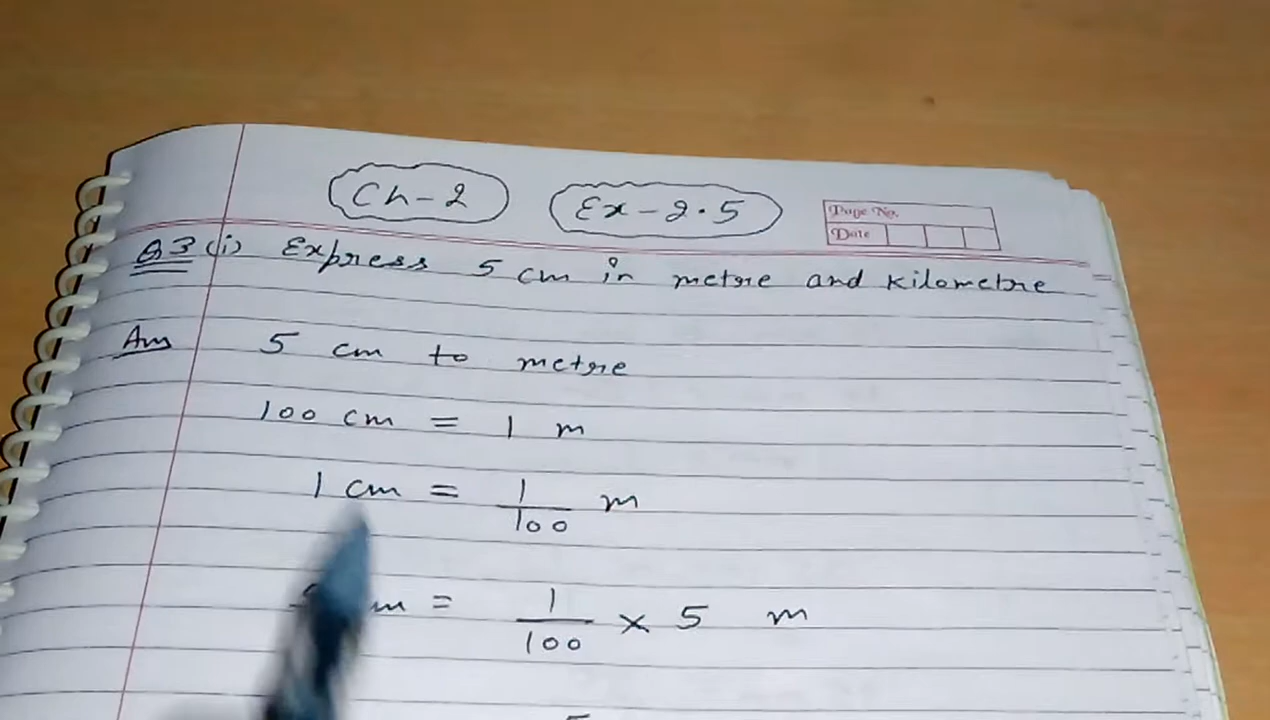 Ch-2 Ex-2.5
Page No.
Date
Q3 (i) Express 5 cm in metre and kilometre
Ans 5 cm to metre
100 cm = 1 m
1 cm = 1/100 m
m = 1/100 × 5 m